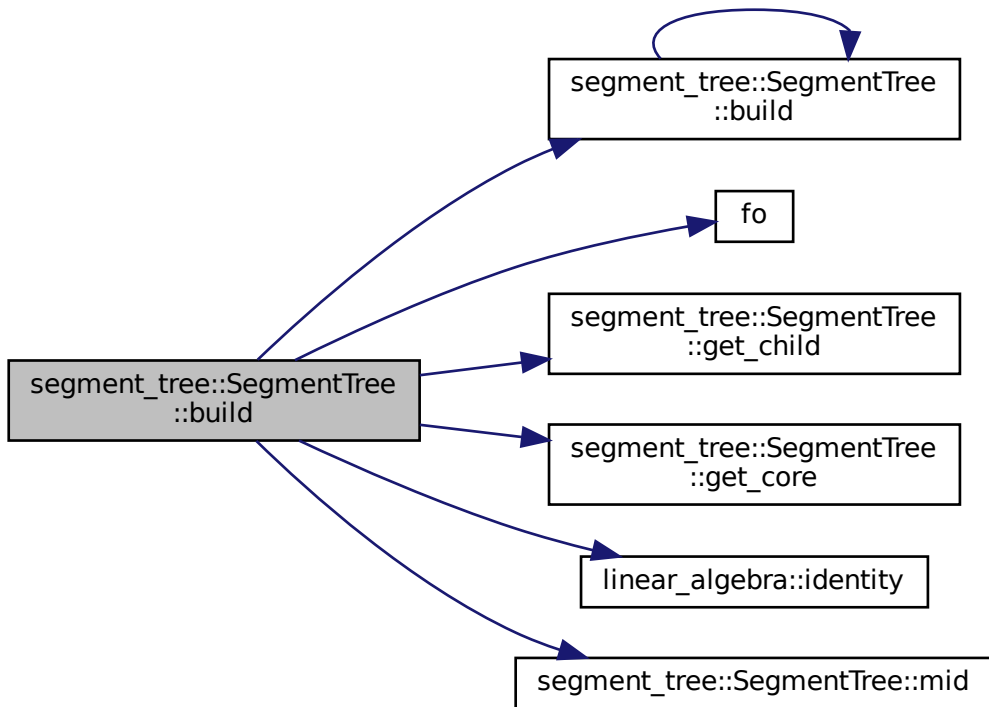 segment_tree::SegmentTree
::build
fo
segment_tree::SegmentTree
::get_child
segment_tree::SegmentTree
::build
segment_tree::SegmentTree
::get_core
linear_algebra::identity
segment_tree::SegmentTree::mid